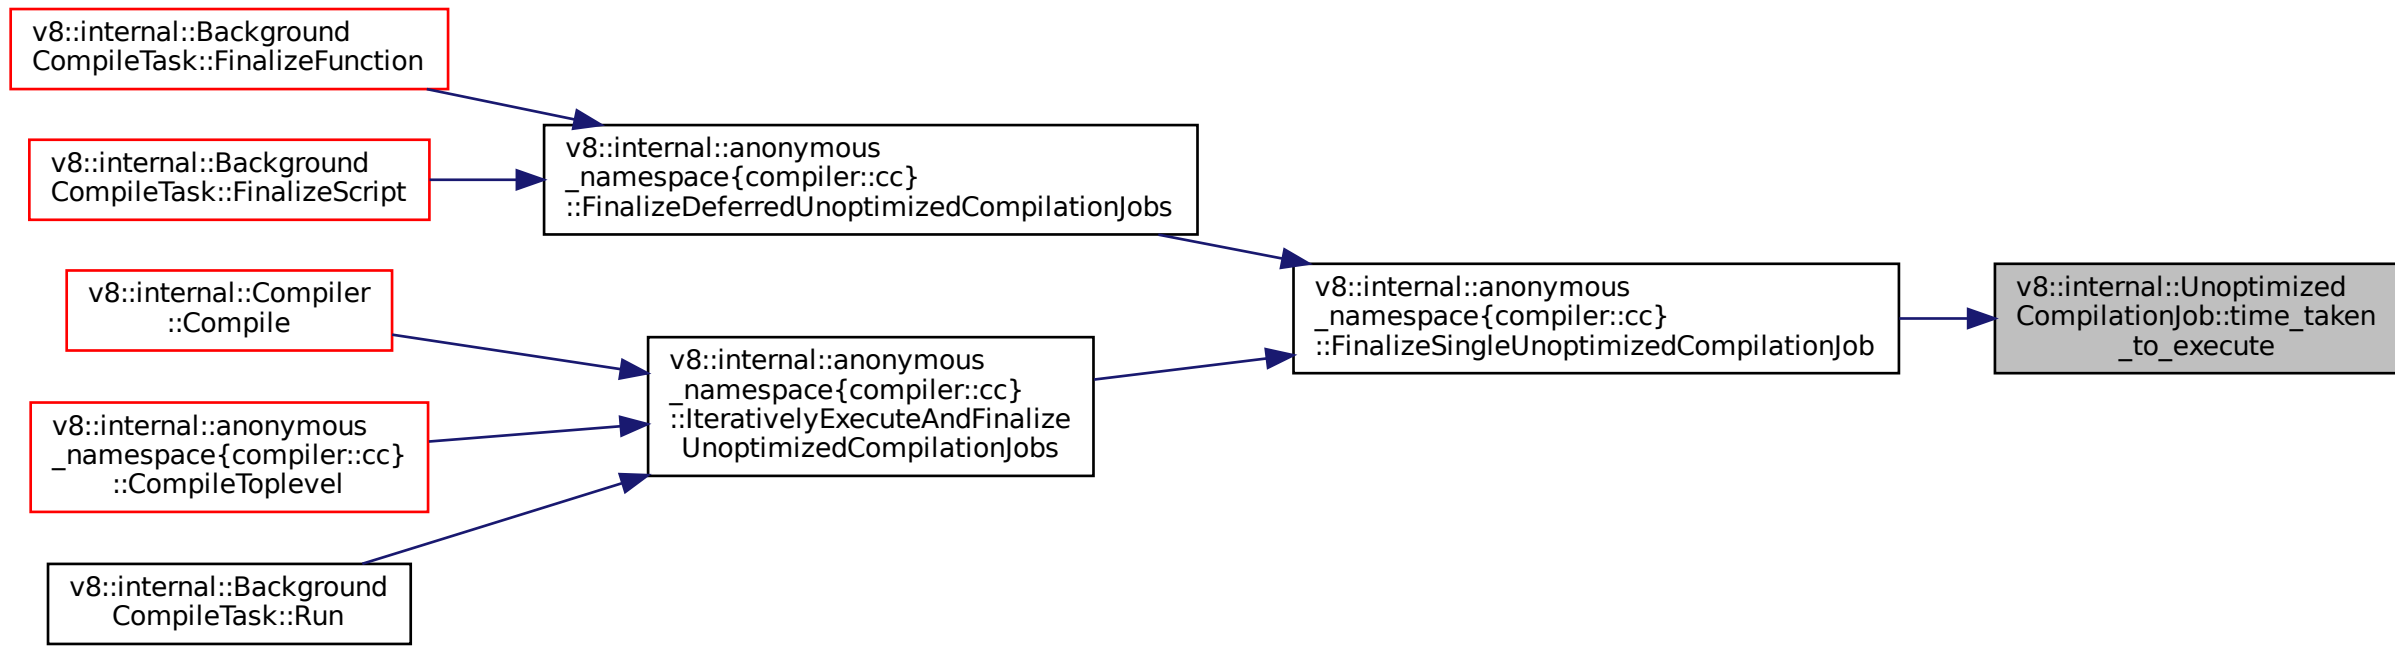 v8::internal::Background
CompileTask::FinalizeFunction
v8::internal::Background
CompileTask::FinalizeScript
v8::internal::Compiler
::Compile
v8::internal::anonymous
_namespace{compiler::cc}
::CompileToplevel
v8::internal::Background
CompileTask::Run
v8::internal::anonymous
_namespace{compiler::cc}
::FinalizeDeferredUnoptimizedCompilationJobs
v8::internal::anonymous
_namespace{compiler::cc}
::IterativelyExecuteAndFinalize
UnoptimizedCompilationJobs
v8::internal::anonymous
_namespace{compiler::cc}
::FinalizeSingleUnoptimizedCompilationJob
v8::internal::Unoptimized
CompilationJob::time_taken
_to_execute